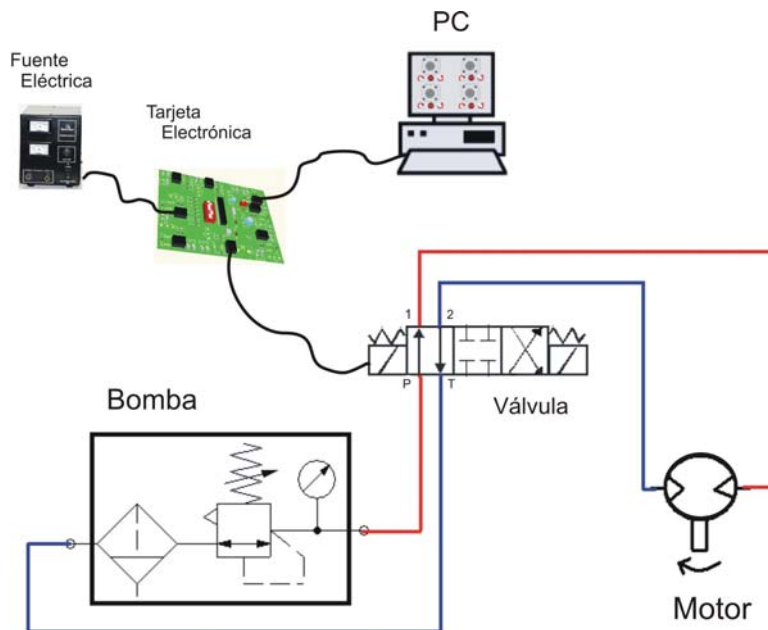 PC
Fuente
Eléctrica
Tarjeta
Electrónica
1 2
P T
Bomba
Válvula
Motor